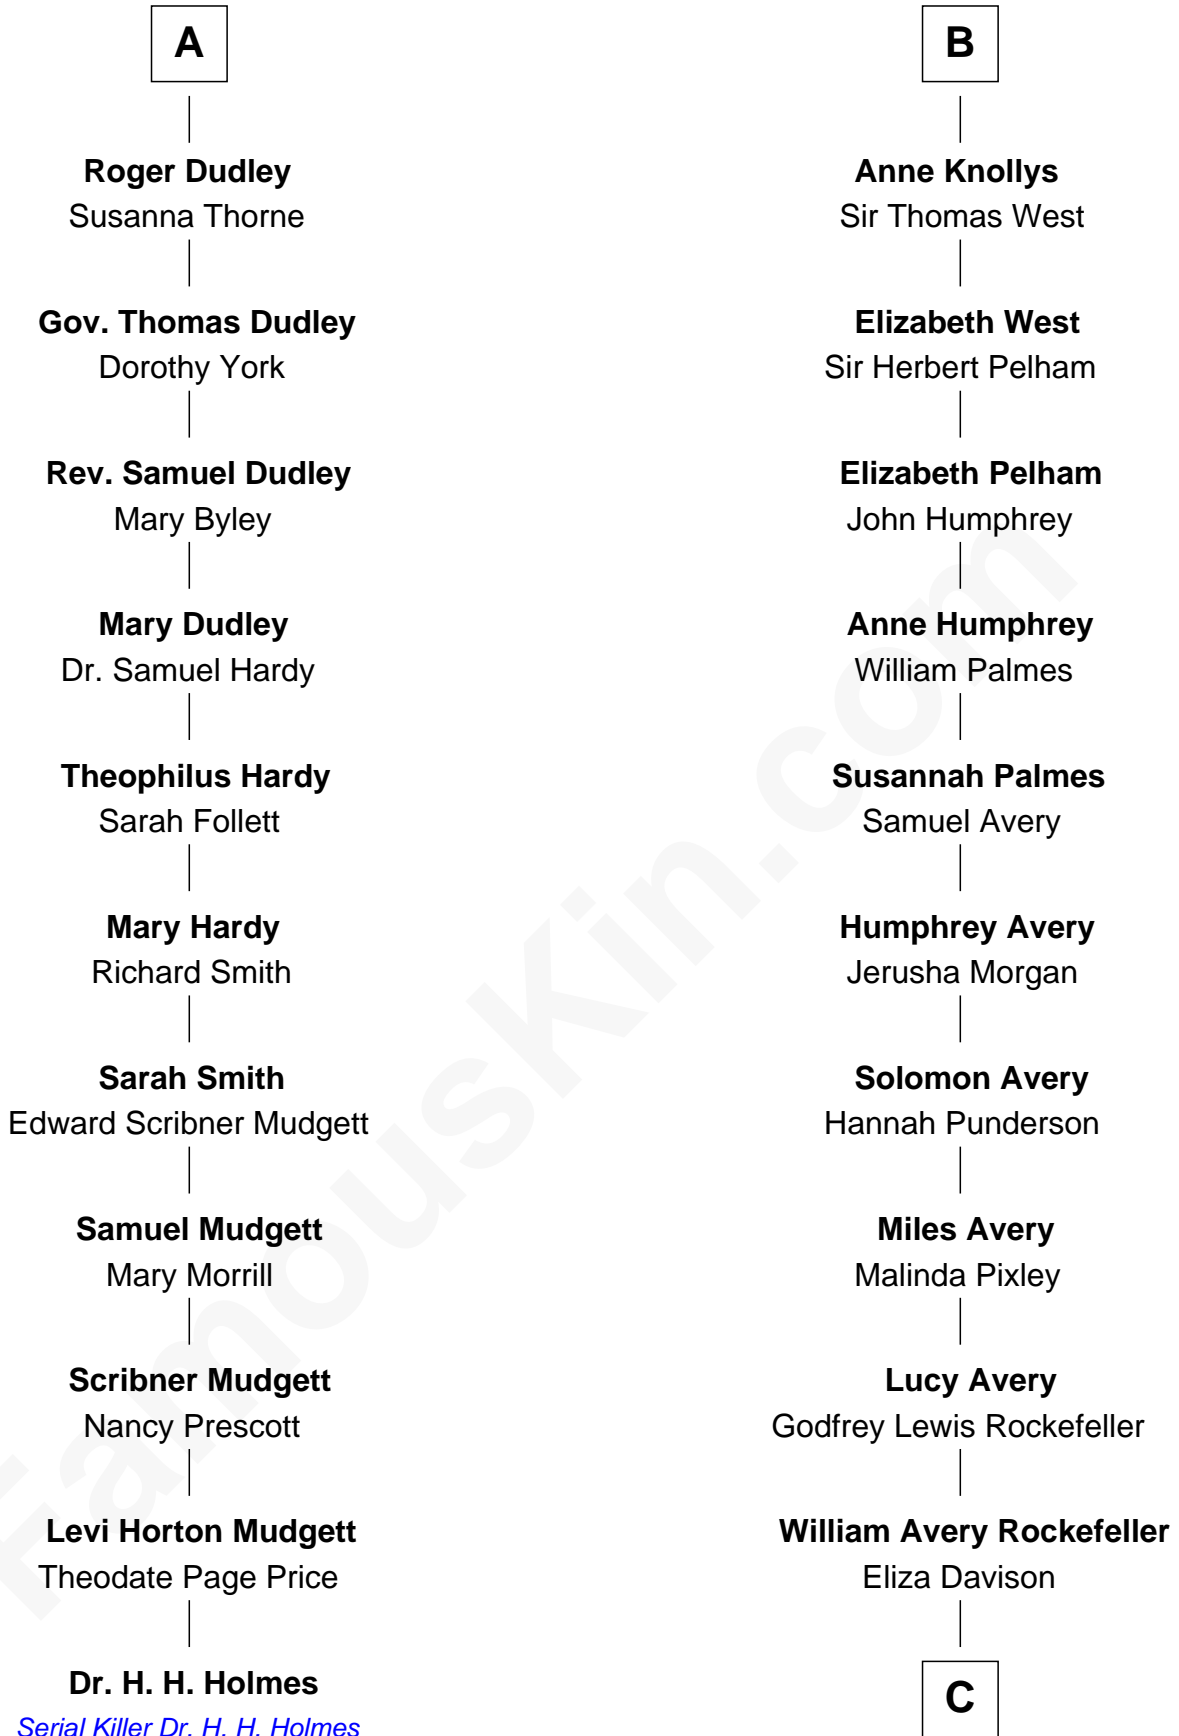 A
Roger Dudley
Susanna Thorne
Gov. Thomas Dudley
Dorothy York
Rev. Samuel Dudley
Mary Byley
Mary Dudley
Dr. Samuel Hardy
Theophilus Hardy
Sarah Follett
Mary Hardy
Richard Smith
Sarah Smith
Edward Scribner Mudgett
Samuel Mudgett
Mary Morrill
Scribner Mudgett
Nancy Prescott
Levi Horton Mudgett
Theodate Page Price
Dr. H. H. Holmes
Serial Killer Dr. H. H. Holmes
B
Anne Knollys
Sir Thomas West
Elizabeth West
Sir Herbert Pelham
Elizabeth Pelham
John Humphrey
Anne Humphrey
William Palmes
Susannah Palmes
Samuel Avery
Humphrey Avery
Jerusha Morgan
Solomon Avery
Hannah Punderson
Miles Avery
Malinda Pixley
Lucy Avery
Godfrey Lewis Rockefeller
William Avery Rockefeller
Eliza Davison
C
FamousKin.com